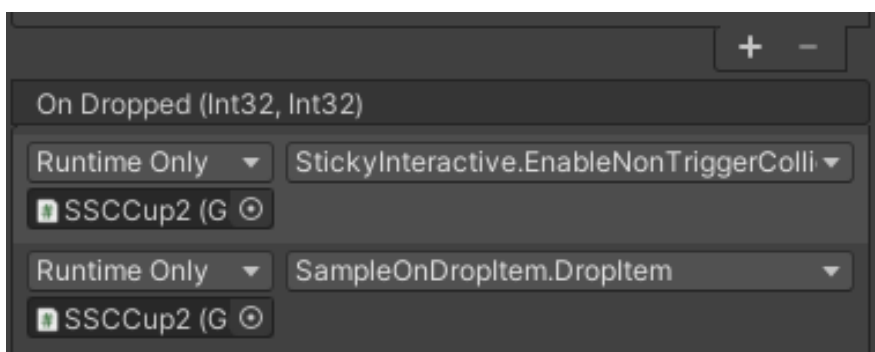 On Dropped (Int32, Int32)
Runtime Only StickyInteractive.EnableNonTriggerColli
SSCCup2 (G
Runtime Only SampleOnDropItem.DropItem
SSCCup2 (G